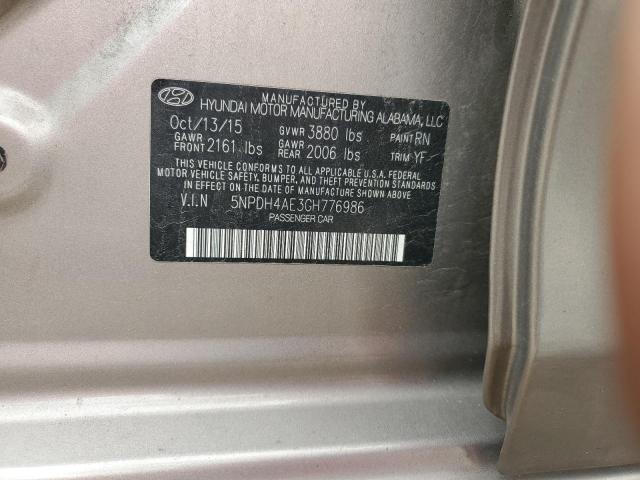 MANUFACTURED BY
HYUNDAI MOTOR MANUFACTURING ALABAMA, LLC
Oct/13/15 GVWR 3880 lbs PAINT RN
GAWR FRONT 2161 lbs GAWR REAR 2006 lbs TRIM YF
THIS VEHICLE CONFORMS TO ALL APPLICABLE U.S.A FEDERAL
MOTOR VEHICLE SAFETY, BUMPER, AND THEFT PREVENTION STANDARDS
IN EFFECT ON THE DATE OF MANUFACTURE SHOWN ABOVE
V.I.N 5NPDH4AE3GH776986
PASSENGER CAR